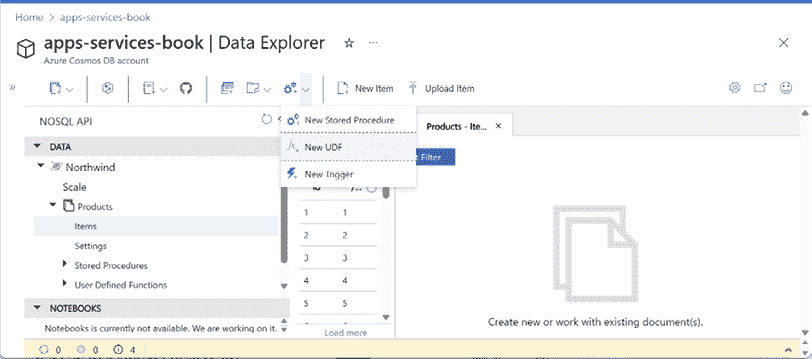 Home > apps-services-book >
apps-services-book | Data Explorer
Azure Cosmos DB account
New Item
Upload Item
NOSQL API
New Stored Procedure
New UDF
New Trigger
Products - Ite...
Filter
DATA
Northwind
Scale
Products
Items
Settings
Stored Procedures
User Defined Functions
1 1
2 2
3 3
4 4
5 5
Load more
Create new or work with existing document(s).
NOTEBOOKS
Notebooks is currently not available. We are working on it.
0 0 4